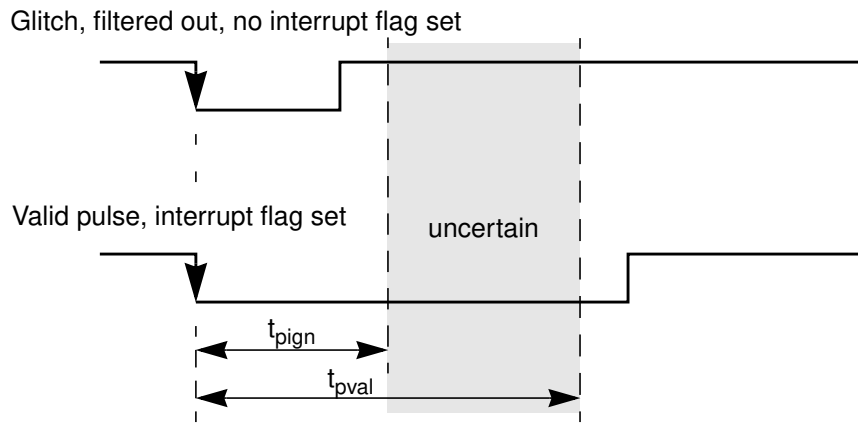 Glitch, filtered out, no interrupt flag set
Valid pulse, interrupt flag set
uncertain
tpign
tpval